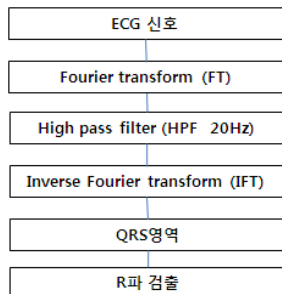 ECG 신호
Fourier transform (FT)
High pass filter (HPF 20Hz)
Inverse Fourier transform (IFT)
QRS영역
R파 검출